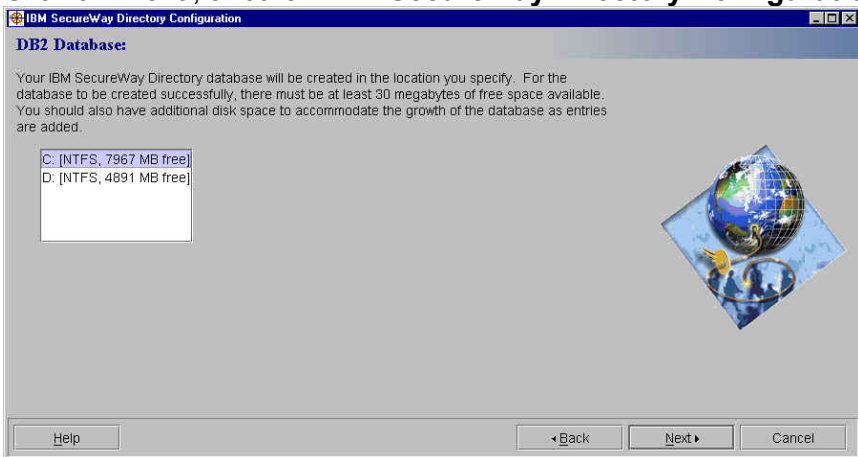 IBM SecureWay Directory Configuration
DB2 Database:
Your IBM SecureWay Directory database will be created in the location you specify. For the
database to be created successfully, there must be at least 30 megabytes of free space available.
You should also have additional disk space to accommodate the growth of the database as entries
are added.
C: [NTFS, 7967 MB free]
D: [NTFS, 4891 MB free]
Help
Back
Next
Cancel